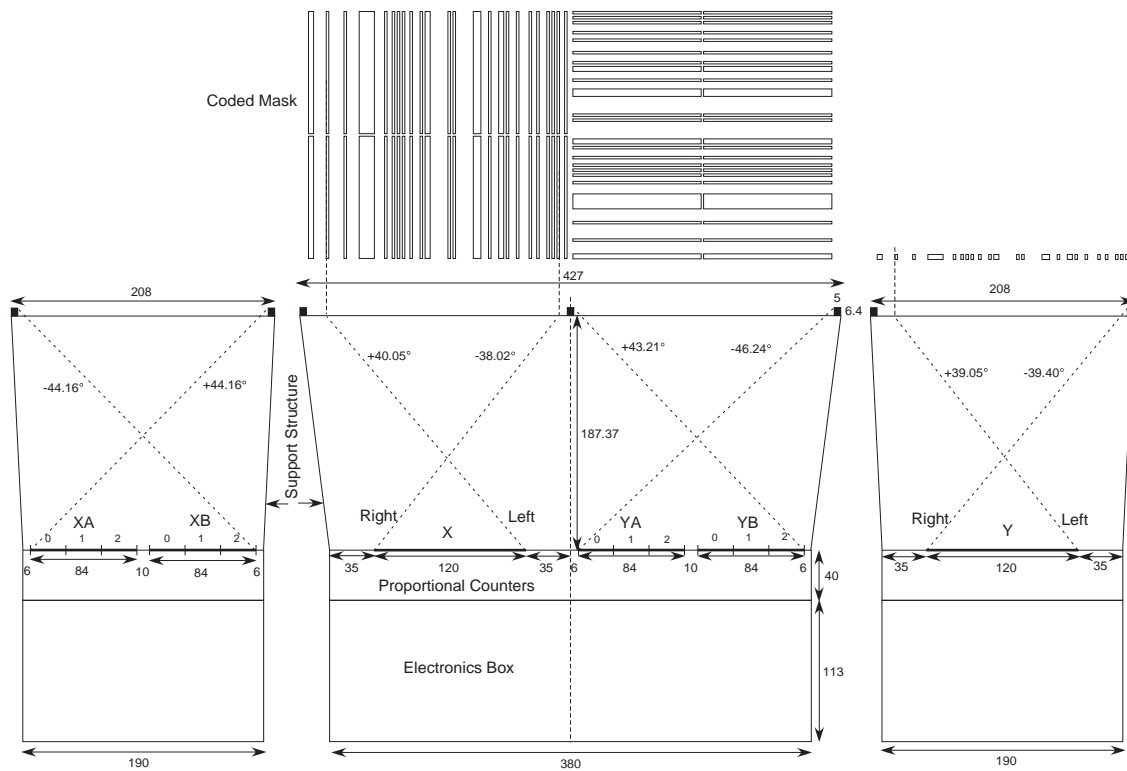 Coded Mask
427
208
5
6.4
208
-44.16°
+44.16°
+40.05°
-38.02°
+43.21°
-46.24°
+39.05°
-39.40°
187.37
Support Structure
XA
XB
0 1 2
0 1 2
Right
X
Left
YA
YB
0 1 2
0 1 2
Right
Y
Left
6
84
10
84
6
35
120
35
6
84
10
84
6
35
120
35
Proportional Counters
40
Electronics Box
113
190
380
190